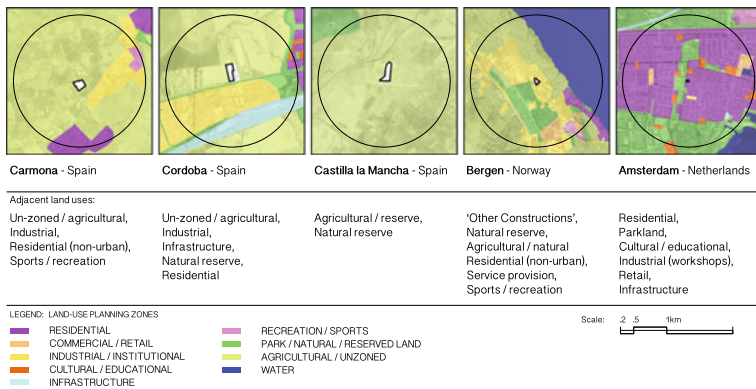 Carmona - Spain
Cordoba - Spain
Castilla la Mancha - Spain
Bergen - Norway
Amsterdam - Netherlands
Adjacent land uses:
Un-zoned / agricultural,
Industrial,
Residential (non-urban),
Sports / recreation
Un-zoned / agricultural,
Industrial,
Infrastructure,
Natural reserve,
Residential
Agricultural / reserve,
Natural reserve
‘Other Constructions’,
Natural reserve,
Agricultural / natural
Residential (non-urban),
Service provision,
Sports / recreation
Residential,
Parkland,
Cultural / educational,
Industrial (workshops),
Retail,
Infrastructure
LEGEND: LAND-USE PLANNING ZONES
RESIDENTIAL
COMMERCIAL / RETAIL
INDUSTRIAL / INSTITUTIONAL
CULTURAL / EDUCATIONAL
INFRASTRUCTURE
RECREATION / SPORTS
PARK / NATURAL / RESERVED LAND
AGRICULTURAL / UNZONED
WATER
Scale: .2 .5 1km